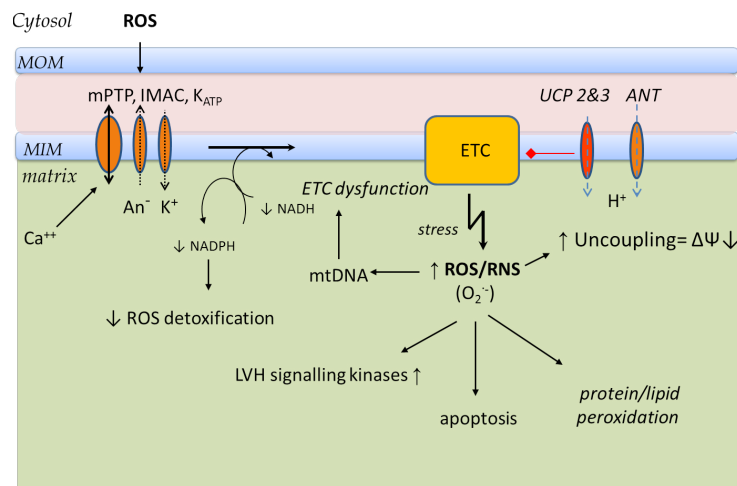 Cytosol ROS
MOM
mPTP, IMAC, K_ATP UCP 2&3 ANT
MIM ETC
matrix
ETC dysfunction
An⁻ K⁺ ↓ NADH H⁺
Ca⁺⁺ stress ↑ Uncoupling= ΔΨ ↓
↓ NADPH
mtDNA ↑ ROS/RNS
(O₂·⁻)
↓ ROS detoxification
LVH signalling kinases ↑
protein/lipid
peroxidation
apoptosis